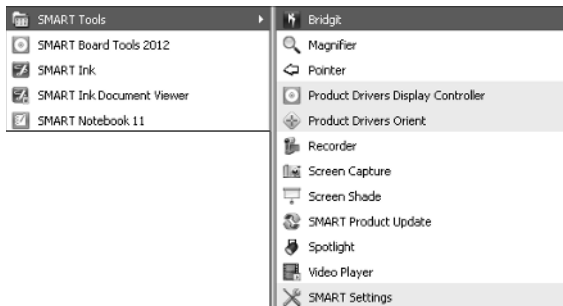 SMART Tools
SMART Board Tools 2012
SMART Ink
SMART Ink Document Viewer
SMART Notebook 11
Bridgit
Magnifier
Pointer
Product Drivers Display Controller
Product Drivers Orient
Recorder
Screen Capture
Screen Shade
SMART Product Update
Spotlight
Video Player
SMART Settings